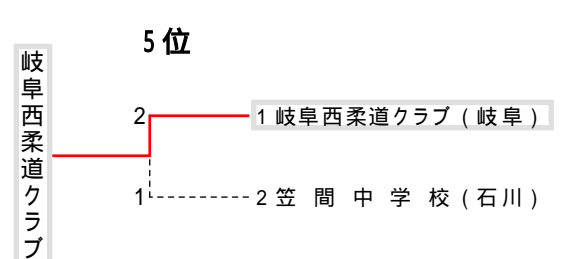 5位
岐阜西柔道クラブ
2
1 岐阜西柔道クラブ (岐阜)
1
2 笠 間 中 学 校 (石川)